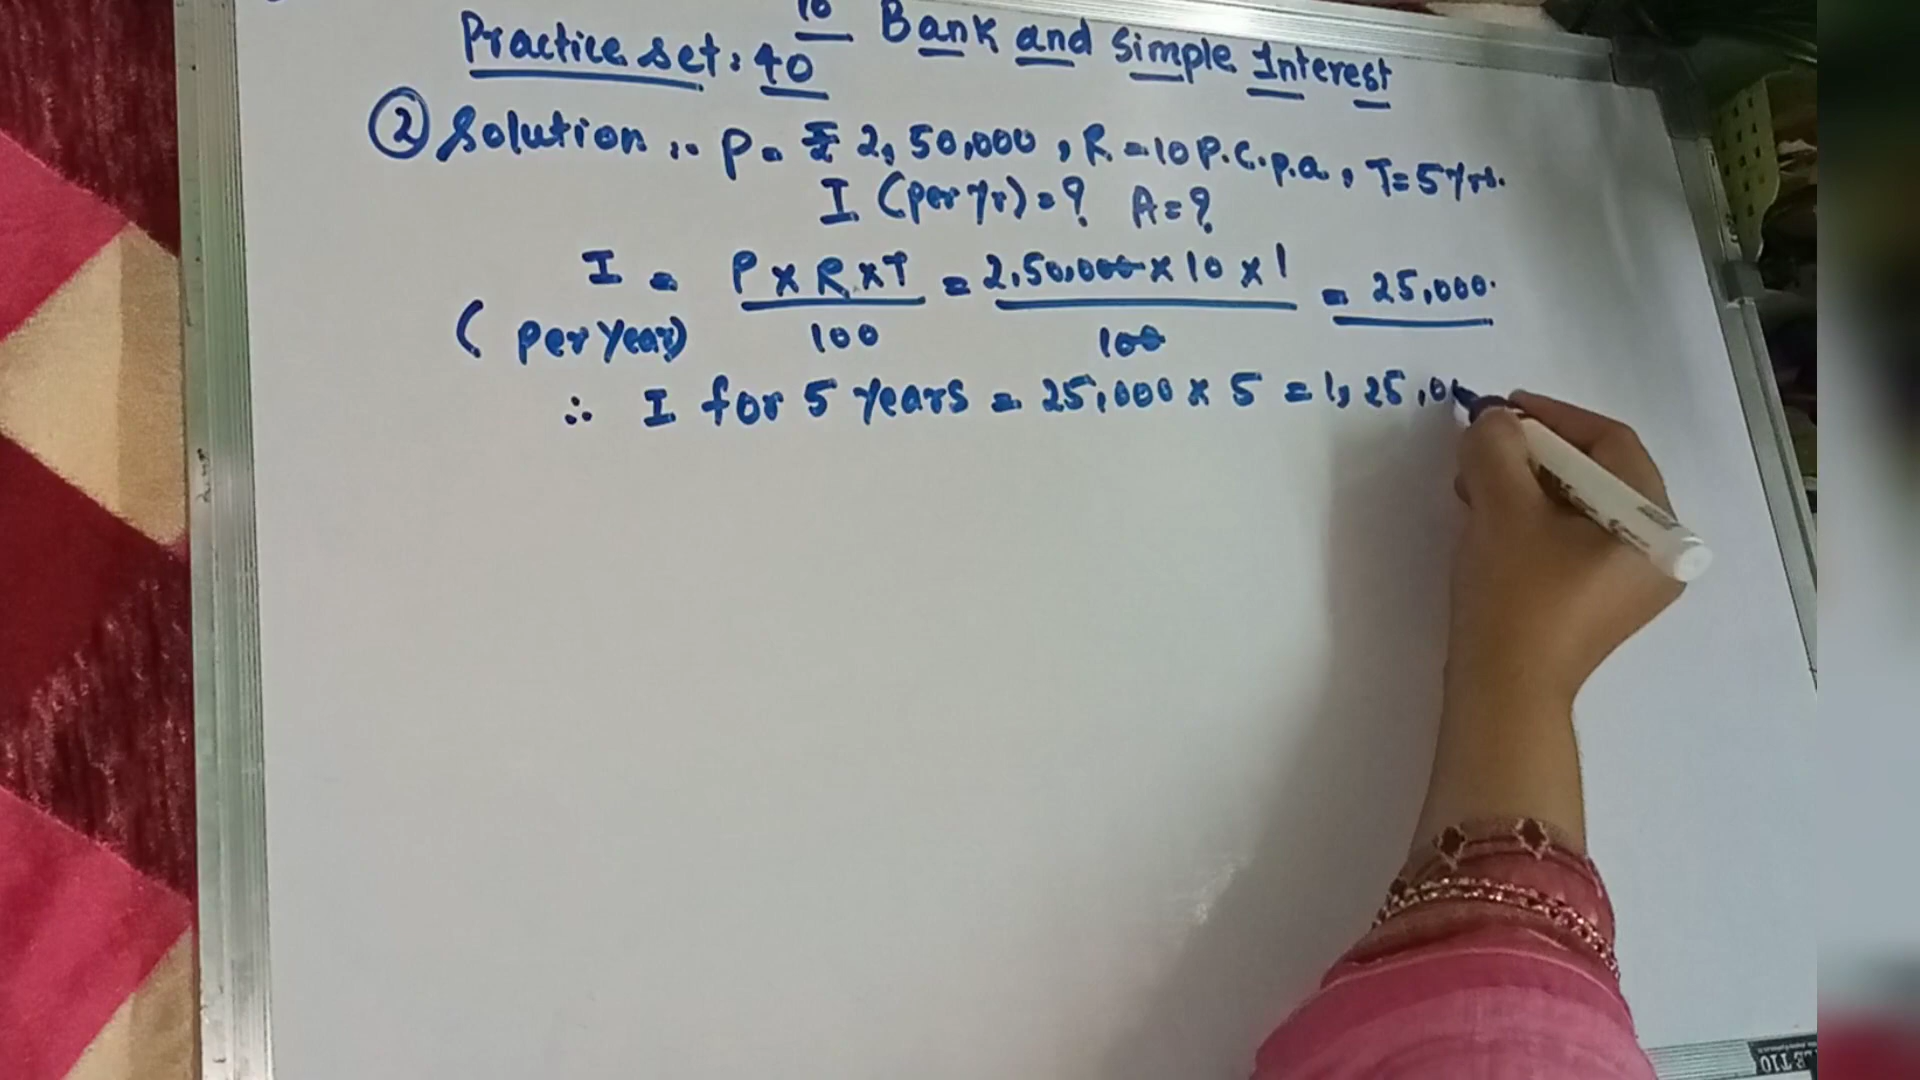 10 Bank and Simple Interest
Practice set: 40
② Solution :- P = ₹ 2,50,000, R = 10 P.C.P.a., T = 5 Yrs.
I (per yr) = ? A = ?
I = P × R × T = 2,50,000 × 10 × 1 = 25,000.
(per Year) 100 100
∴ I for 5 years = 25,000 × 5 = 1,25,0